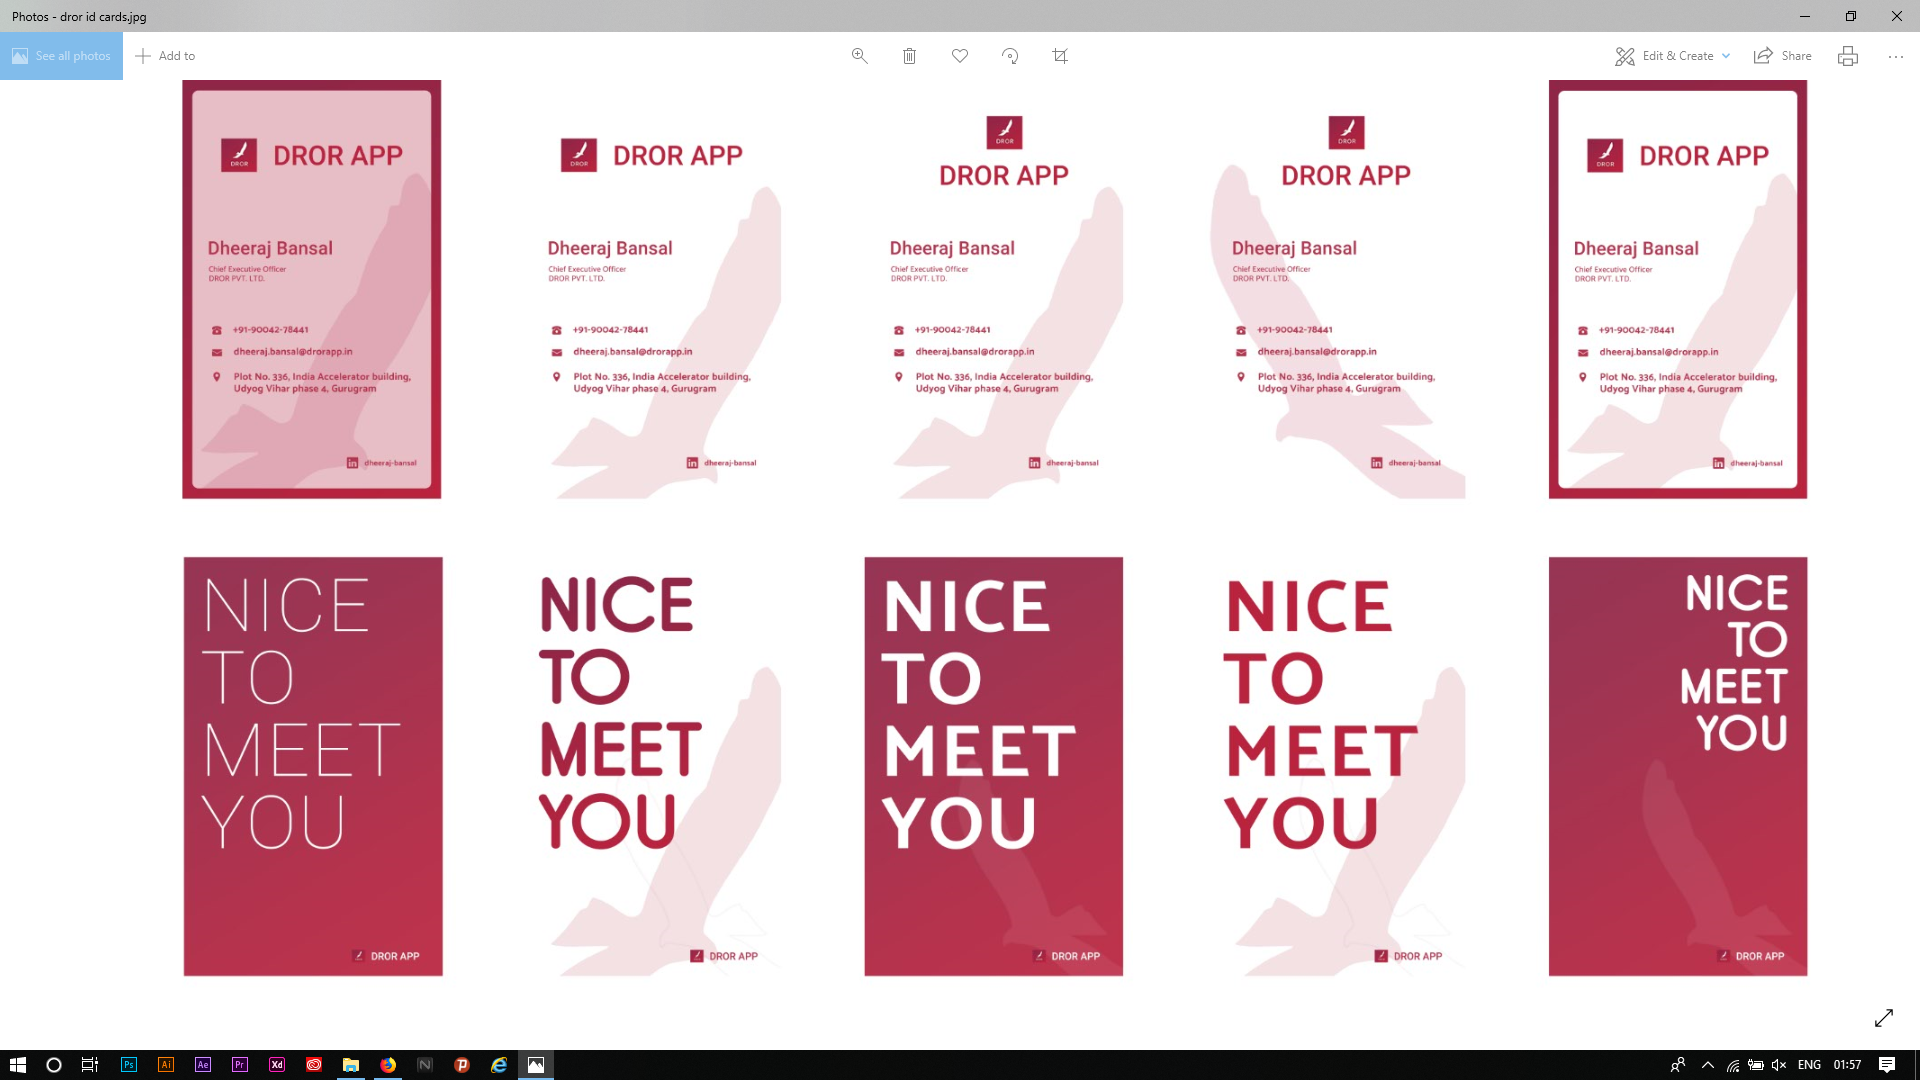 Photos - dror id cards.jpg
See all photos
Add to
Edit & Create
Share
DROR
DROR APP
Dheeraj Bansal
Chief Executive Officer
DROR PVT. LTD.
+91-90042-78441
dheeraj.bansal@drorapp.in
Plot No. 336, India Accelerator building,
Udyog Vihar phase 4, Gurugram
in dheeraj-bansal
DROR
DROR APP
Dheeraj Bansal
Chief Executive Officer
DROR PVT. LTD.
+91-90042-78441
dheeraj.bansal@drorapp.in
Plot No. 336, India Accelerator building,
Udyog Vihar phase 4, Gurugram
in dheeraj-bansal
DROR
DROR APP
Dheeraj Bansal
Chief Executive Officer
DROR PVT. LTD.
+91-90042-78441
dheeraj.bansal@drorapp.in
Plot No. 336, India Accelerator building,
Udyog Vihar phase 4, Gurugram
in dheeraj-bansal
DROR
DROR APP
Dheeraj Bansal
Chief Executive Officer
DROR PVT. LTD.
+91-90042-78441
dheeraj.bansal@drorapp.in
Plot No. 336, India Accelerator building,
Udyog Vihar phase 4, Gurugram
in dheeraj-bansal
DROR
DROR APP
Dheeraj Bansal
Chief Executive Officer
DROR PVT. LTD.
+91-90042-78441
dheeraj.bansal@drorapp.in
Plot No. 336, India Accelerator building,
Udyog Vihar phase 4, Gurugram
in dheeraj-bansal
NICE
TO
MEET
YOU
DROR APP
NICE
TO
MEET
YOU
DROR APP
NICE
TO
MEET
YOU
DROR APP
NICE
TO
MEET
YOU
DROR APP
NICE
TO
MEET
YOU
DROR APP
Ps Ai Ae Pr Xd N P e
ENG 01:57